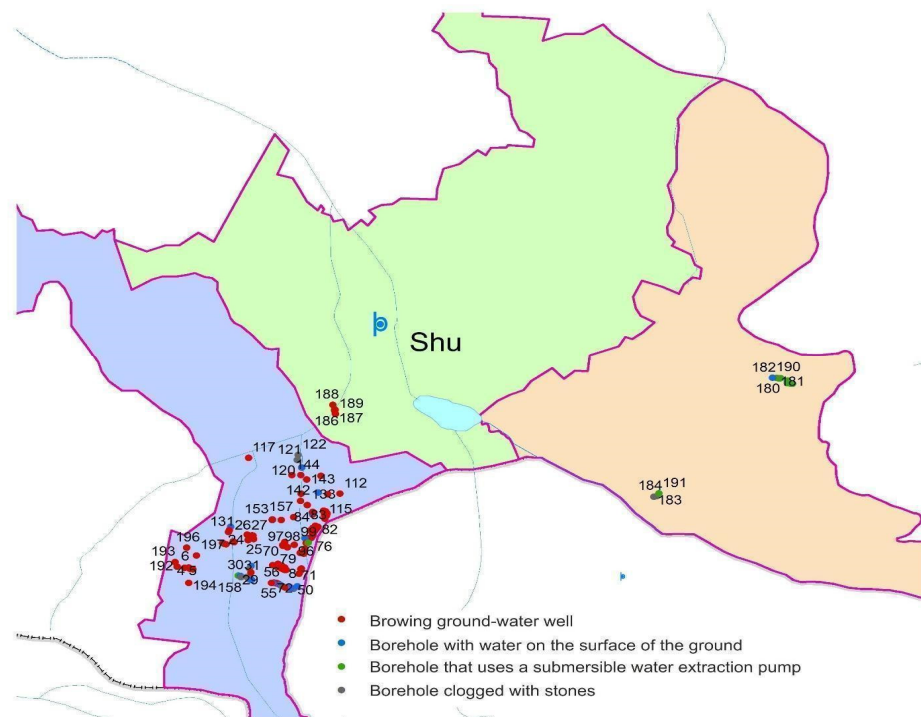 Shu
182 190
181
180
188
189
186 187
184 191
183
117 121 122
144
120 143
142 133 112
153 157 84 83 115
131 26 27 99 82
196 197 24 25 97 98 76
193 6 70 79 86
192 4 5 30 31 56 8 71
194 158 29 55 72 50
Browing ground-water well
Borehole with water on the surface of the ground
Borehole that uses a submersible water extraction pump
Borehole clogged with stones